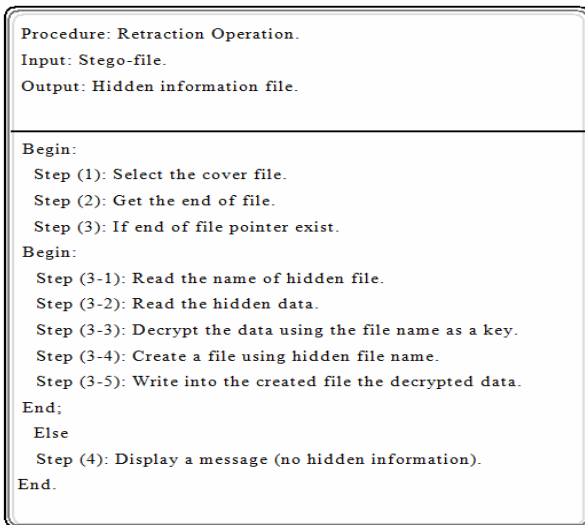 Procedure: Retraction Operation.
Input: Stego-file.
Output: Hidden information file.
Begin:
Step (1): Select the cover file.
Step (2): Get the end of file.
Step (3): If end of file pointer exist.
Begin:
Step (3-1): Read the name of hidden file.
Step (3-2): Read the hidden data.
Step (3-3): Decrypt the data using the file name as a key.
Step (3-4): Create a file using hidden file name.
Step (3-5): Write into the created file the decrypted data.
End;
Else
Step (4): Display a message (no hidden information).
End.